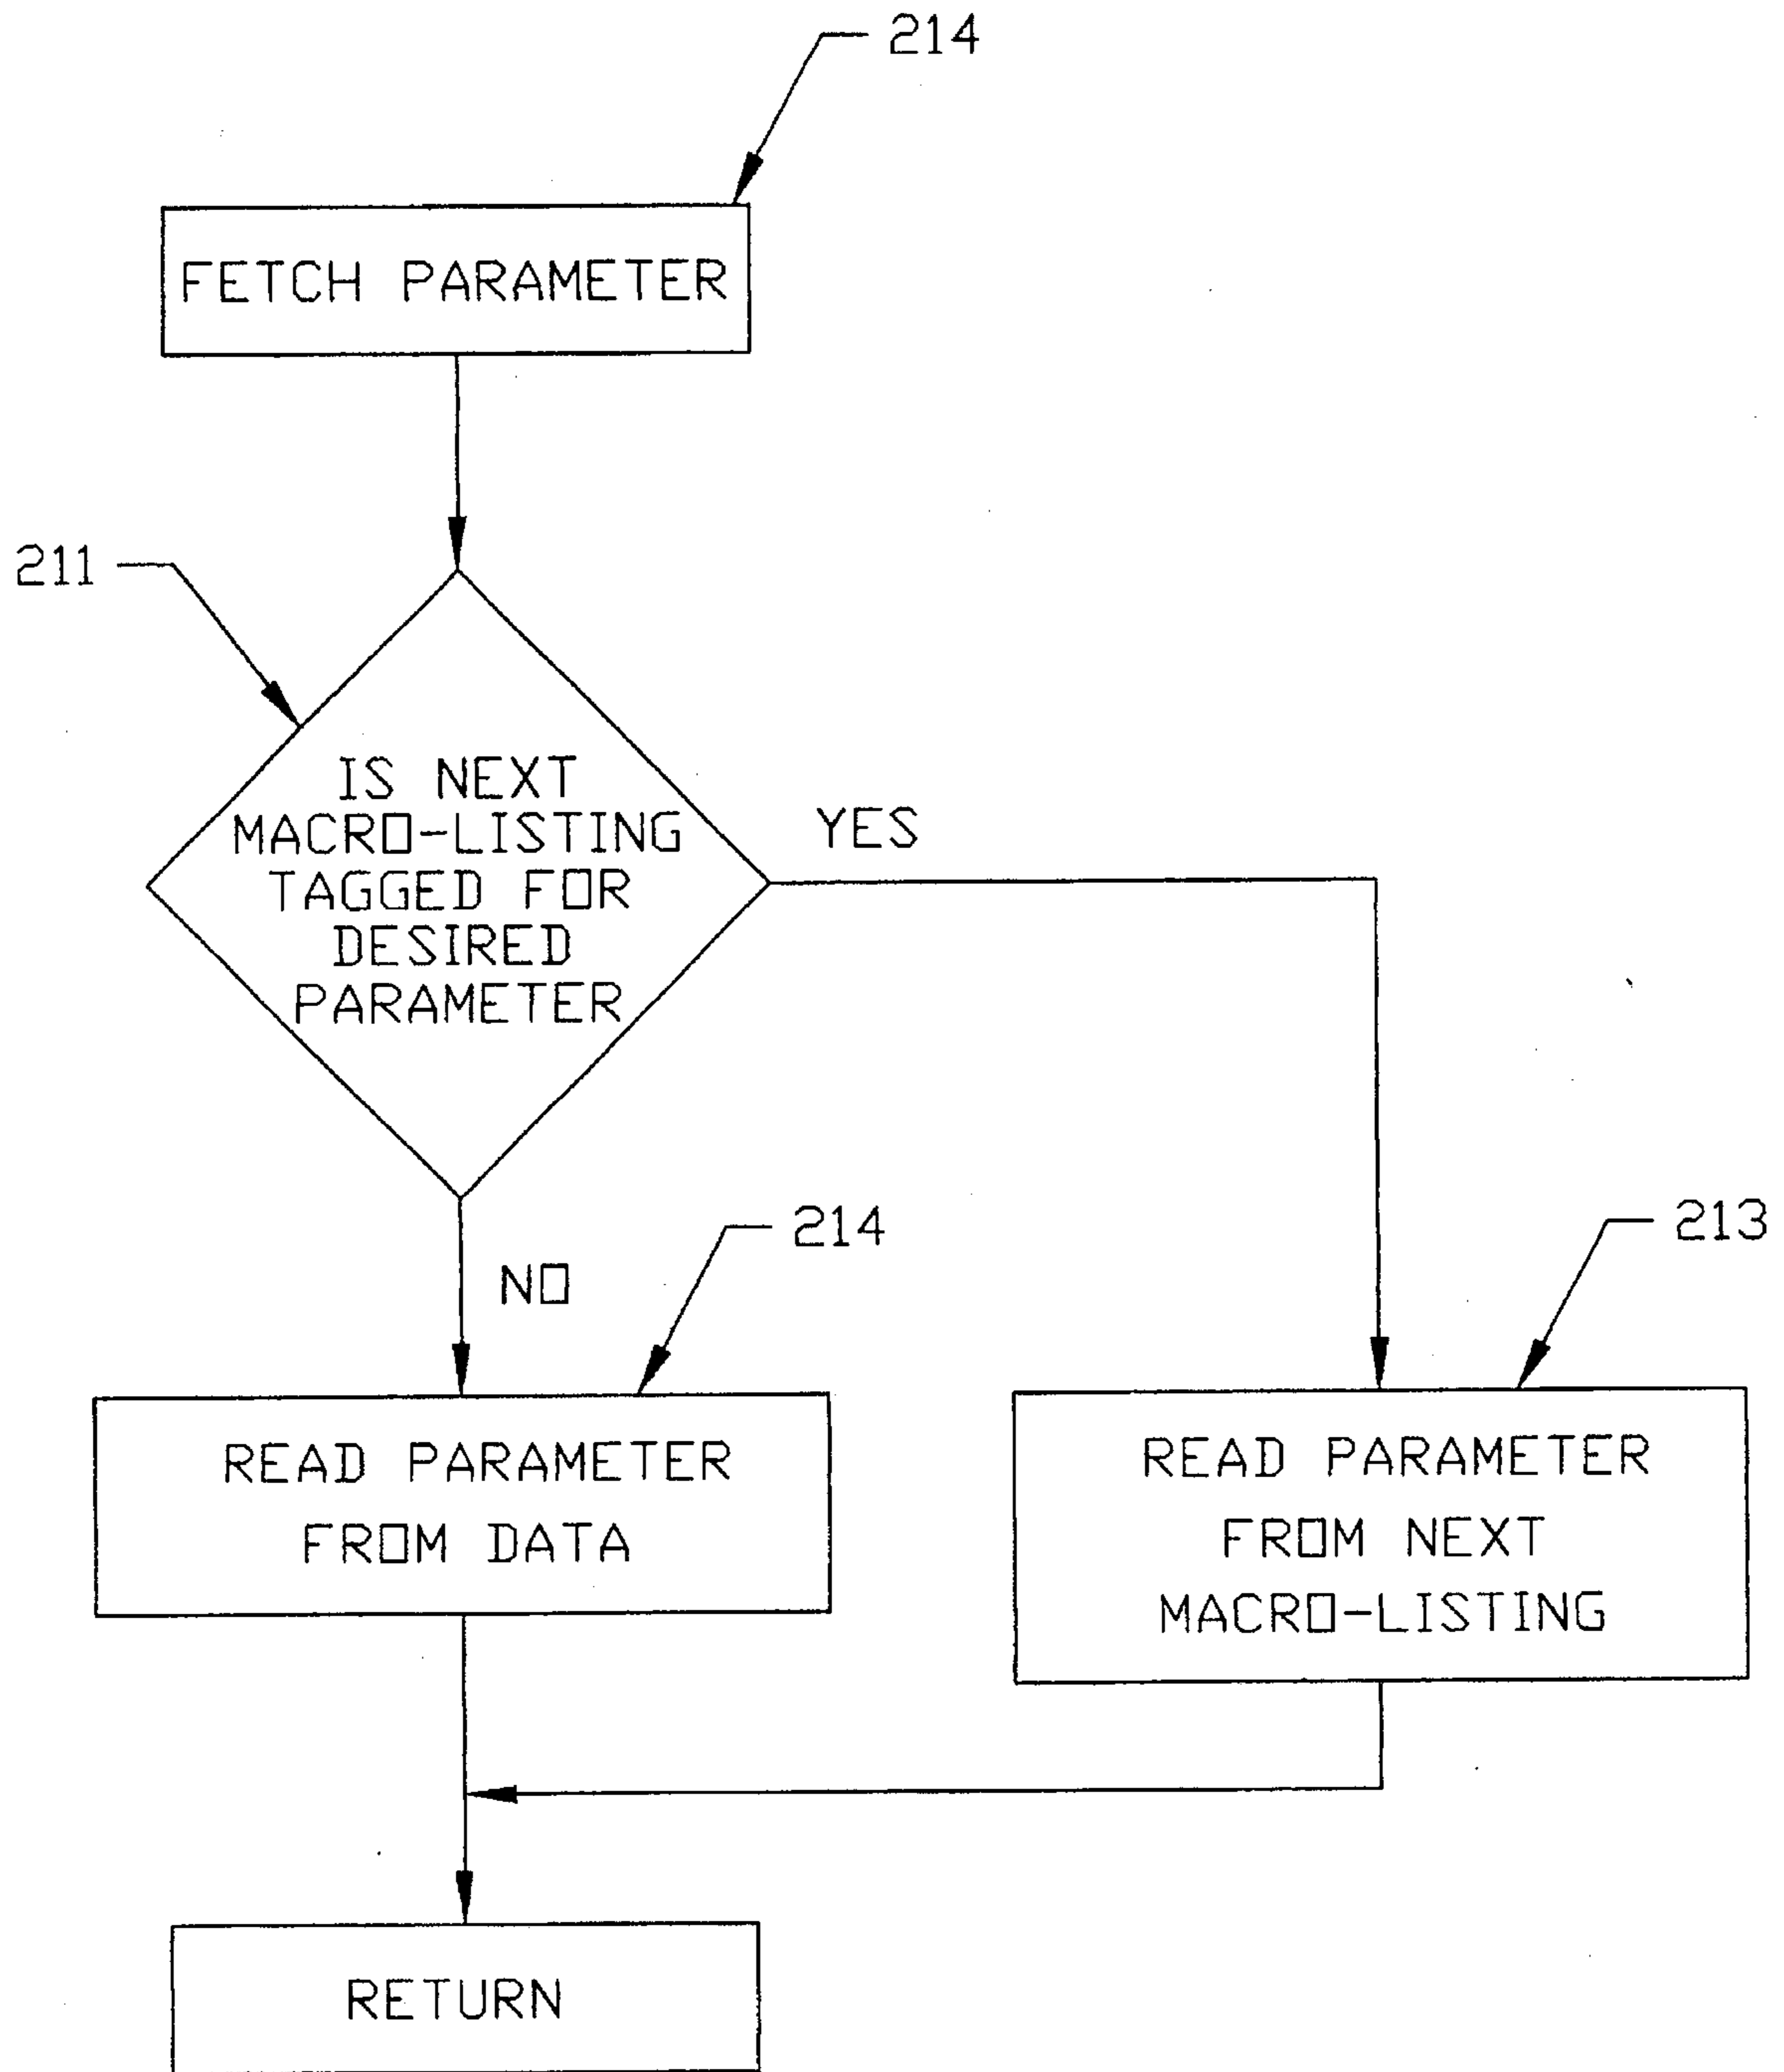 214
FETCH PARAMETER
211
IS NEXT
MACRO-LISTING
TAGGED FOR
DESIRED
PARAMETER
YES
NO
214
213
READ PARAMETER
FROM DATA
READ PARAMETER
FROM NEXT
MACRO-LISTING
RETURN